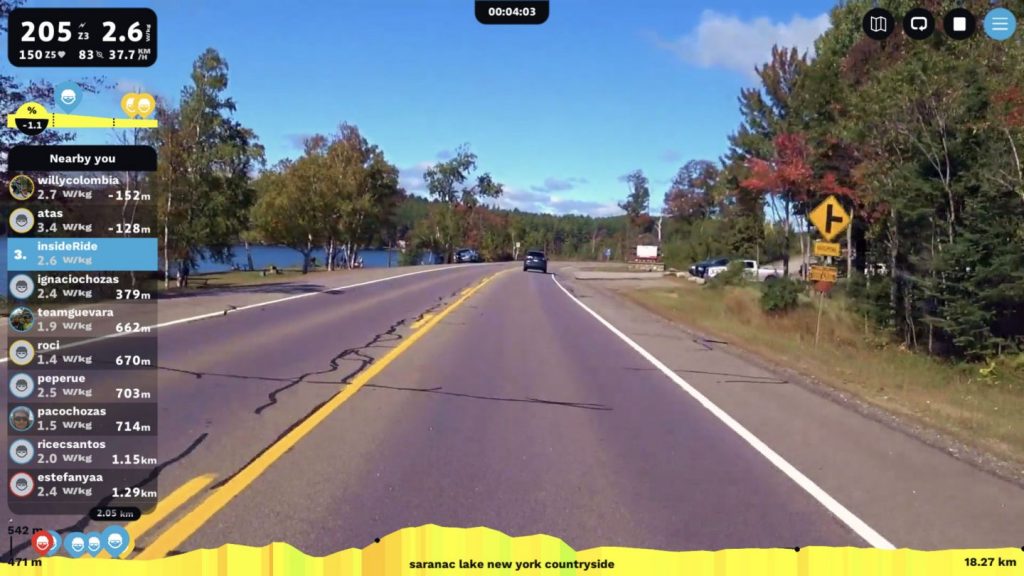 205 Z3 2.6 W/kg
150 Z5 83 37.7 KM/H
00:04:03
%
-1.1
Nearby you
willycolombia
2.7 W/kg -152m
atas
3.4 W/kg -128m
3. insideRide
2.6 W/kg
ignaciochozas
2.4 W/kg 379m
teamguevara
1.9 W/kg 662m
roci
1.4 W/kg 670m
peperue
2.5 W/kg 703m
pacochozas
1.5 W/kg 714m
ricecsantos
2.0 W/kg 1.15km
estefanyaa
2.4 W/kg 1.29km
2.05 km
542 m
471 m
saranac lake new york countryside
18.27 km